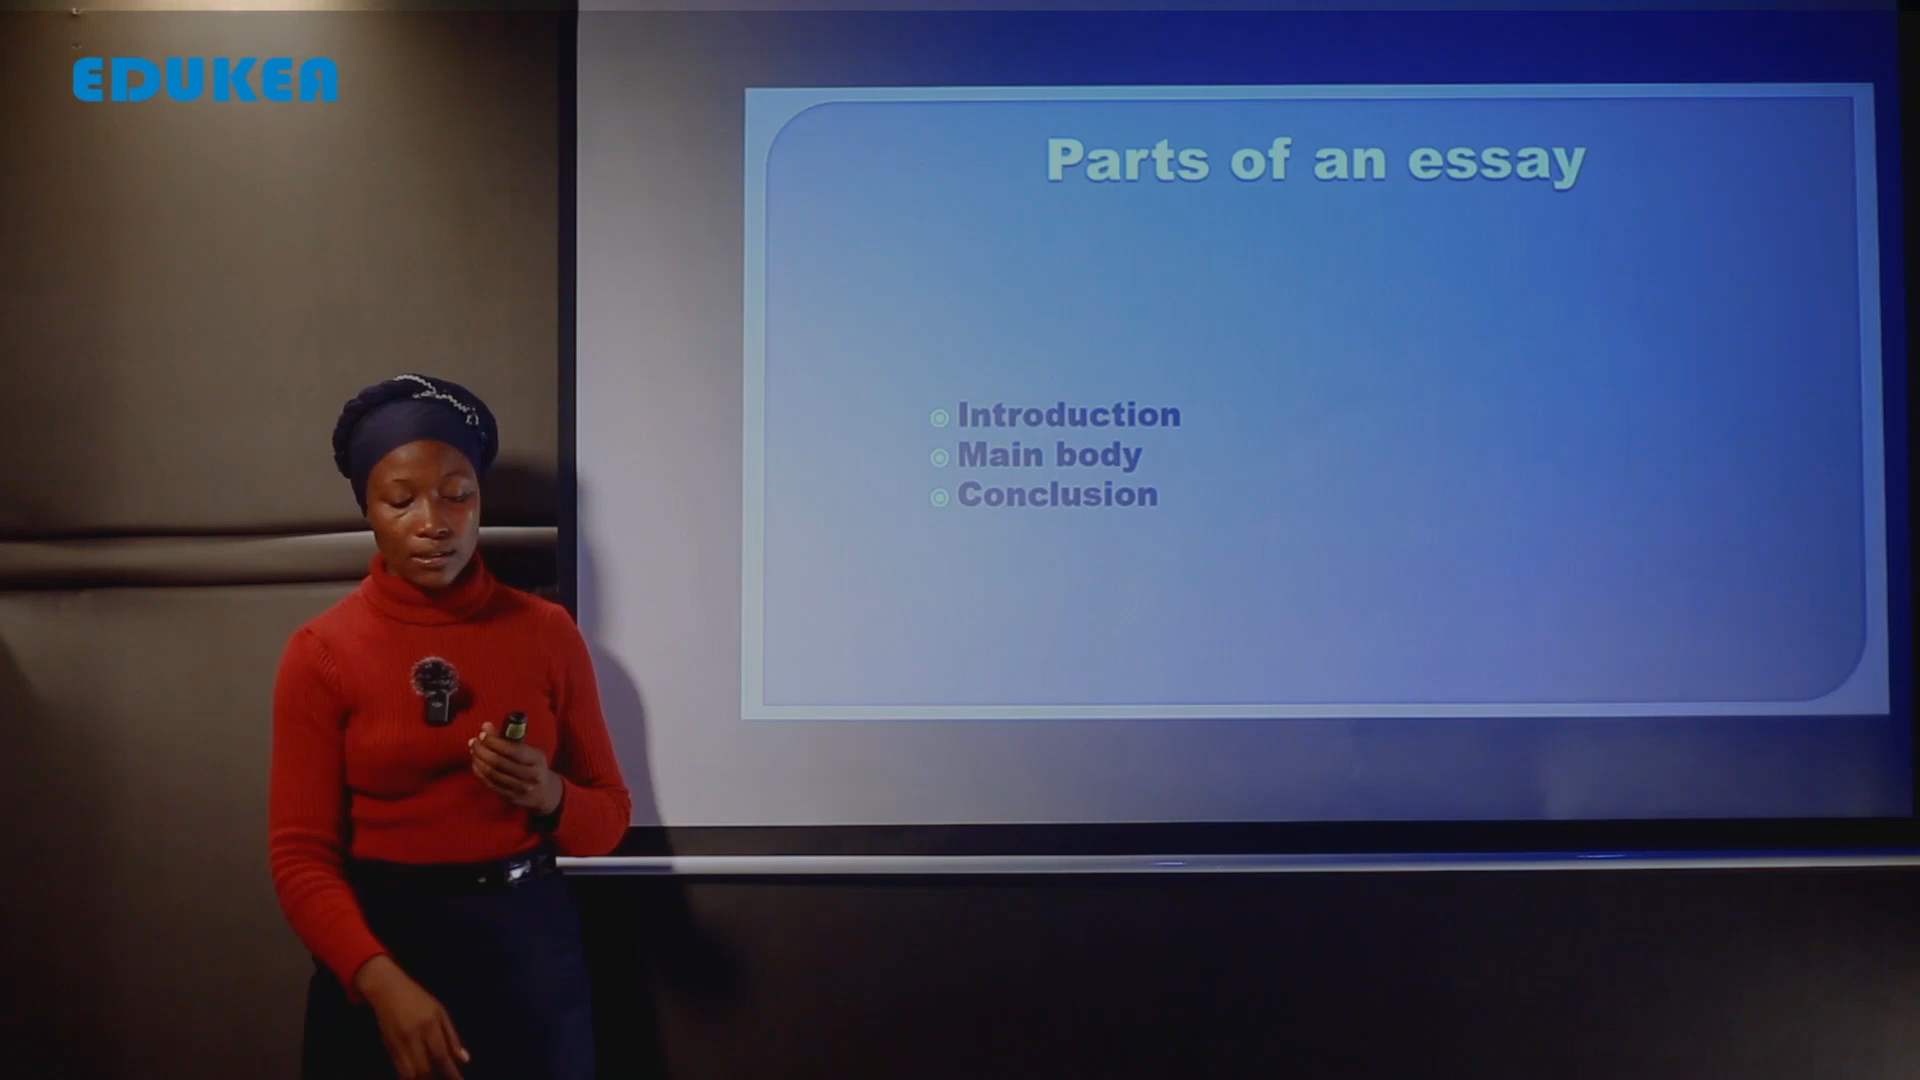 EDUKEA
Parts of an essay
Introduction
Main body
Conclusion